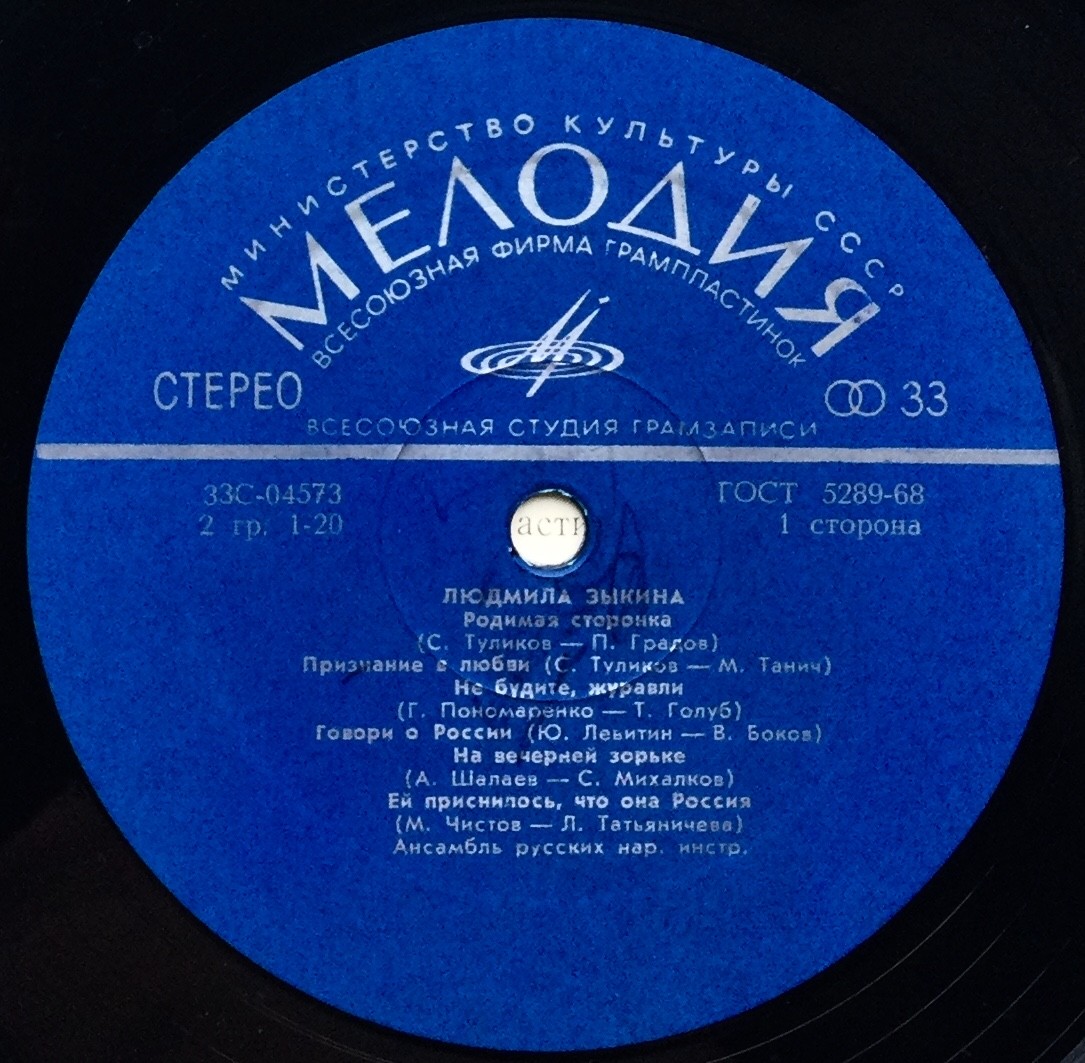 МИНИСТЕРСТВО КУЛЬТУРЫ СССР
МЕЛОДИЯ
ВСЕСОЮЗНАЯ ФИРМА ГРАМПЛАСТИНОК
СТЕРЕО
33
ВСЕСОЮЗНАЯ СТУДИЯ ГРАМЗАПИСИ
33С-04573
ГОСТ 5289-68
2 гр. 1-20
1 сторона
асти
ЛЮДМИЛА ЗЫКИНА
Родимая сторонка
(С. Туликов — П. Градов)
Признание в любви (С. Туликов — М. Танич)
Не будите, журавли
(Г. Пономаренко — Т. Голуб)
Говори о России (Ю. Левитин — В. Боков)
На вечерней зорьке
(А. Шалаев — С. Михалков)
Ей приснилось, что она Россия
(М. Чистов — Л. Татьяничева)
Ансамбль русских нар. инстр.